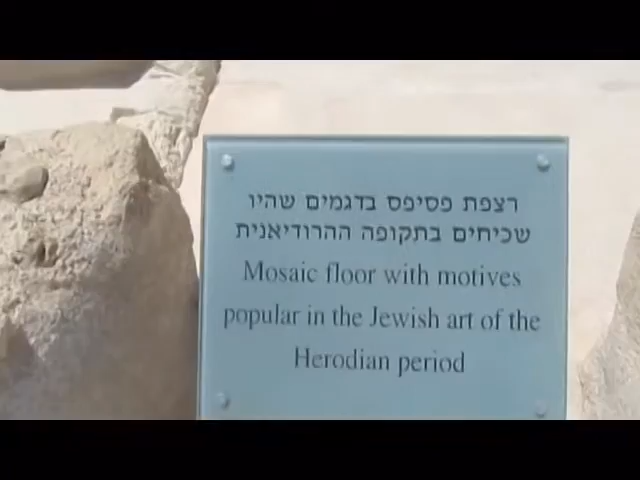 רצפת פסיפס בדגמים שהיו
שכיחים בתקופה ההרודיאנית
Mosaic floor with motives
popular in the Jewish art of the
Herodian period